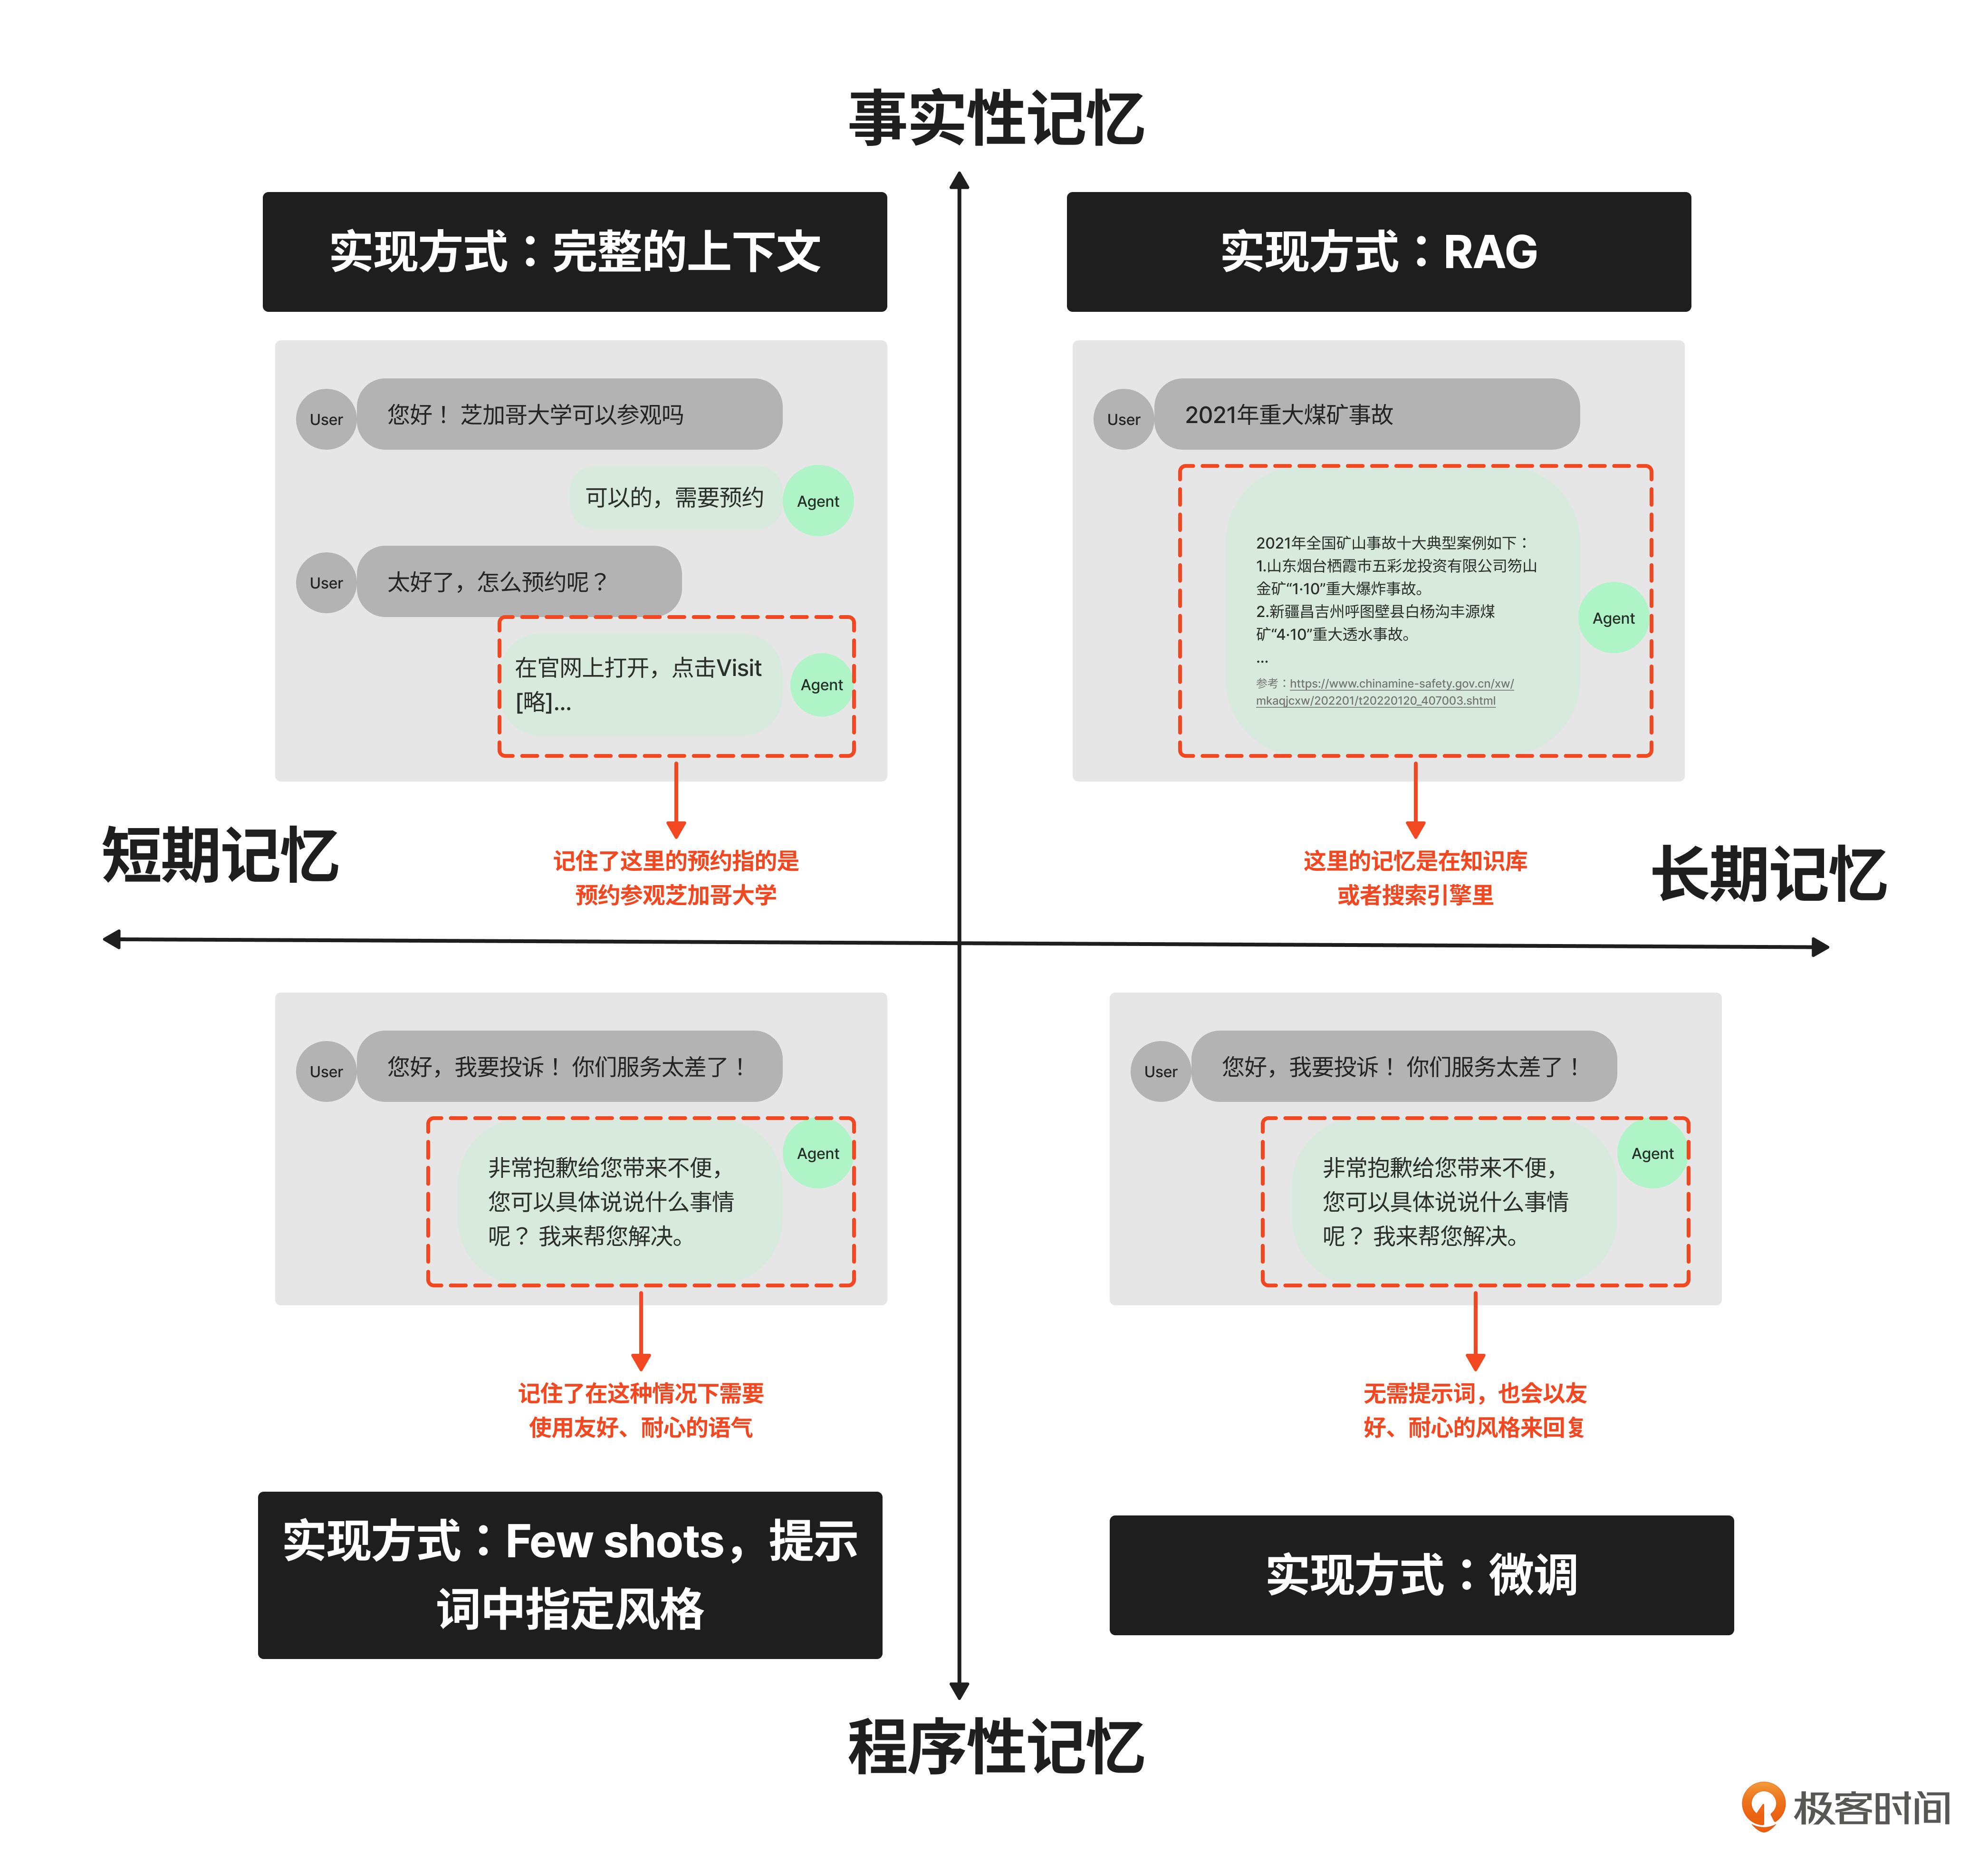 事实性记忆
实现方式：完整的上下文
User
您好！ 芝加哥大学可以参观吗
可以的，需要预约
Agent
User
太好了，怎么预约呢？
在官网上打开，点击Visit
[略]...
Agent
记住了这里的预约指的是
预约参观芝加哥大学
实现方式：RAG
User
2021年重大煤矿事故
2021年全国矿山事故十大典型案例如下：
1.山东烟台栖霞市五彩龙投资有限公司笏山
金矿“1·10”重大爆炸事故。
2.新疆昌吉州呼图壁县白杨沟丰源煤
矿“4·10”重大透水事故。
...
参考：https://www.chinamine-safety.gov.cn/xw/
mkaqjcxw/202201/t20220120_407003.shtml
Agent
这里的记忆是在知识库
或者搜索引擎里
短期记忆
长期记忆
User
您好，我要投诉！ 你们服务太差了！
非常抱歉给您带来不便，
您可以具体说说什么事情
呢？ 我来帮您解决。
Agent
记住了在这种情况下需要
使用友好、耐心的语气
实现方式：Few shots，提示
词中指定风格
User
您好，我要投诉！ 你们服务太差了！
非常抱歉给您带来不便，
您可以具体说说什么事情
呢？ 我来帮您解决。
Agent
无需提示词，也会以友
好、耐心的风格来回复
实现方式：微调
程序性记忆
极客时间